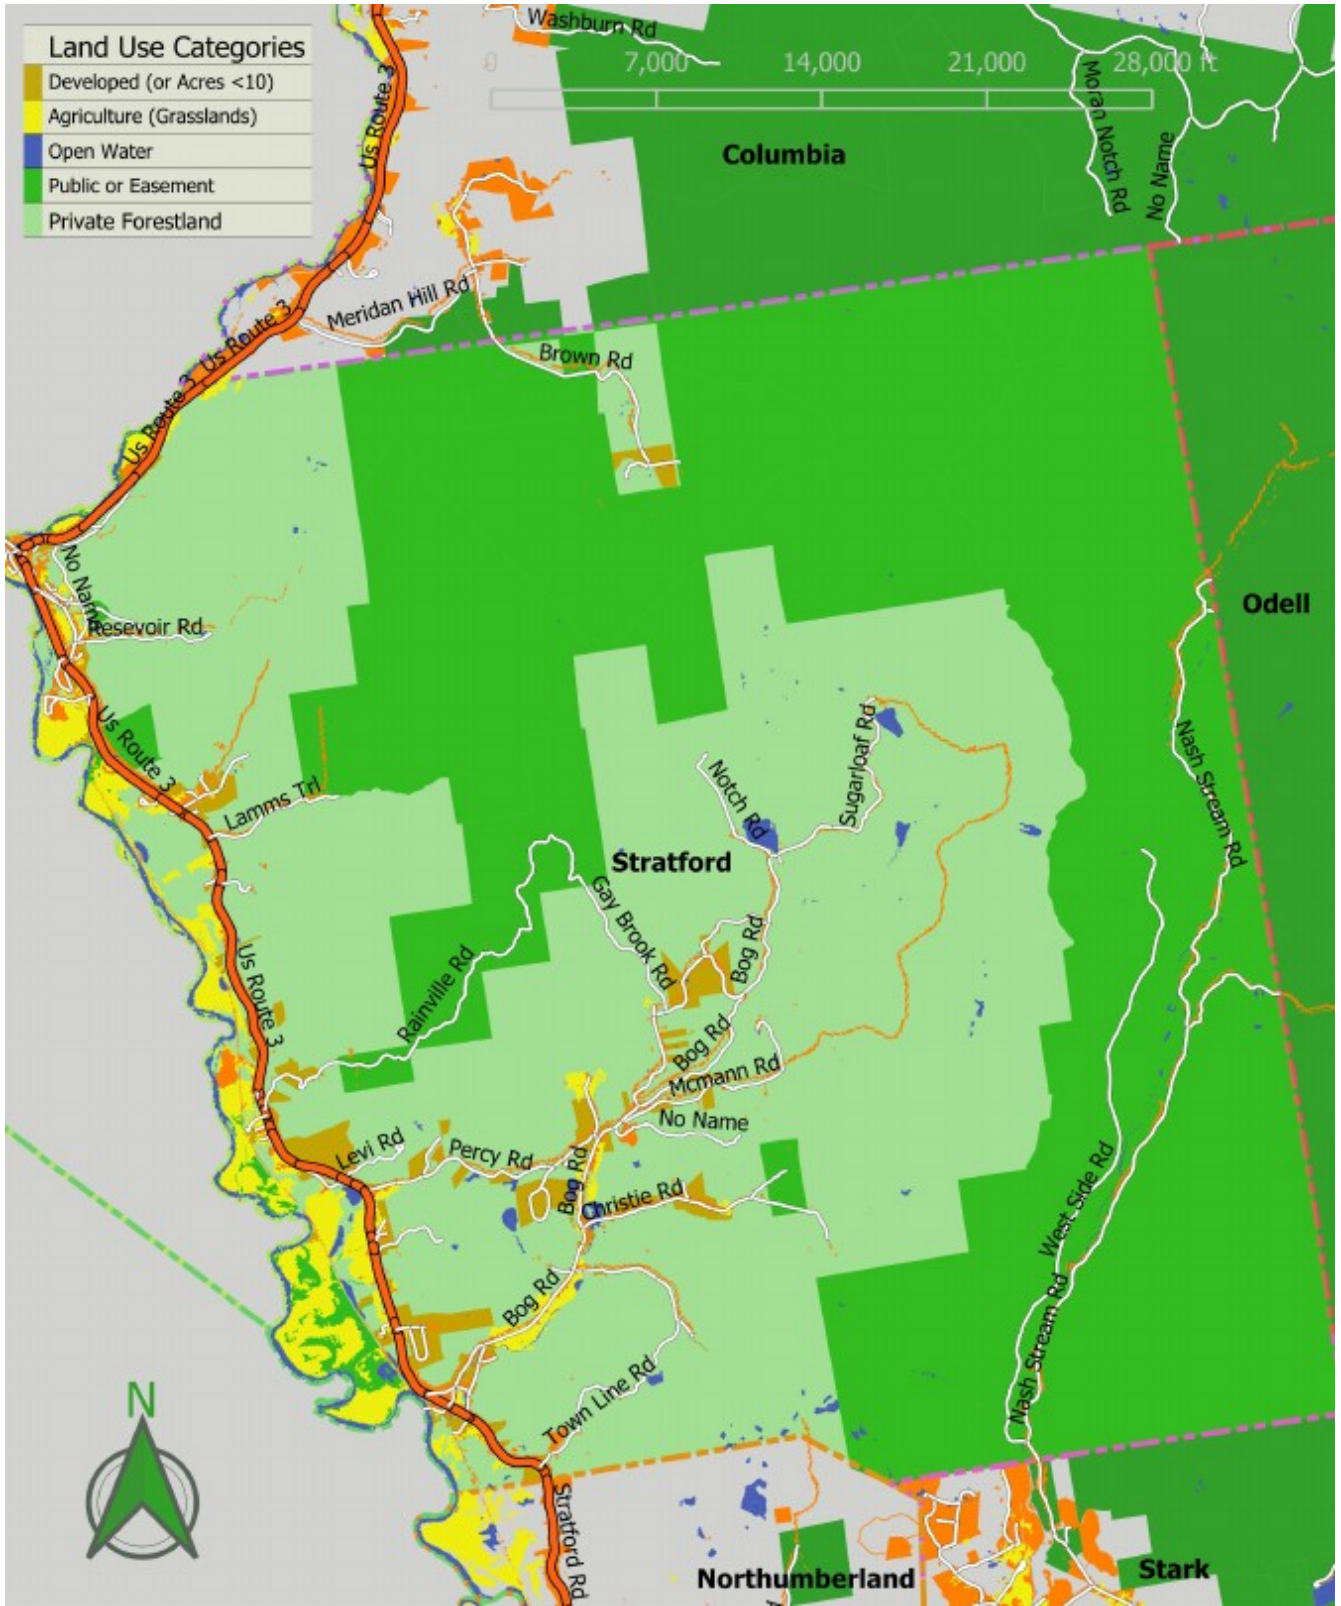 Land Use Categories
Developed (or Acres <10)
Agriculture (Grasslands)
Open Water
Public or Easement
Private Forestland
Washburn Rd
0 7,000 14,000 21,000 28,000 ft
Us Route 3
Moran Notch Rd
No Name
Columbia
Meridan Hill Rd
Us Route 3
Brown Rd
Us Route 3
No Name
Resevoir Rd
Odell
Us Route 3
Lamms Trl
Notch Rd
Sugarloaf Rd
Nash Stream Rd
Stratford
Gay Brook Rd
Bog Rd
Rainville Rd
Us Route 3
Bog Rd
Mcmann Rd
No Name
Levi Rd
Percy Rd
Bog Rd
Christie Rd
West Side Rd
Bog Rd
Nash Stream Rd
Town Line Rd
N
Stratford Rd
Northumberland
Stark